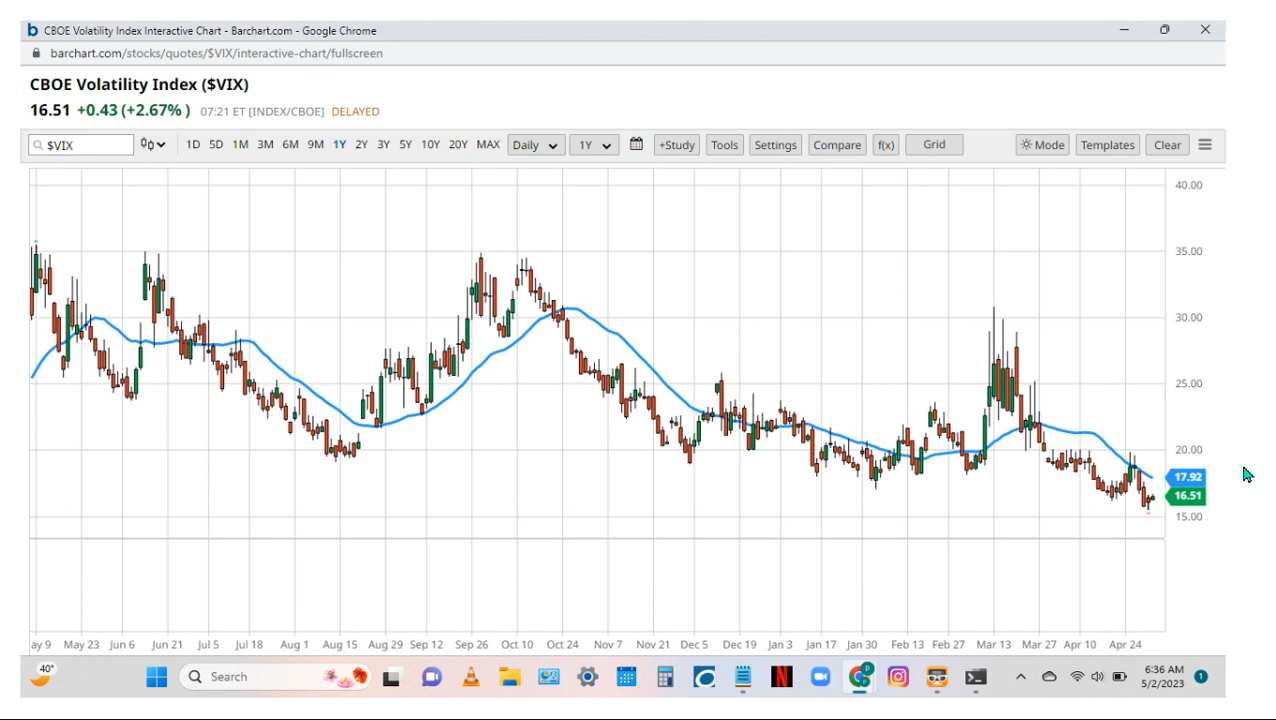 CBOE Volatility Index Interactive Chart - Barchart.com - Google Chrome
barchart.com/stocks/quotes/$VIX/interactive-chart/fullscreen
CBOE Volatility Index ($VIX)
16.51 +0.43 (+2.67% ) 07:21 ET [INDEX/CBOE] DELAYED
$VIX 1D 5D 1M 3M 6M 9M 1Y 2Y 3Y 5Y 10Y 20Y MAX Daily 1Y +Study Tools Settings Compare f(x) Grid Mode Templates Clear
40.00
35.00
30.00
25.00
20.00
17.92
16.51
15.00
ay 9 May 23 Jun 6 Jun 21 Jul 5 Jul 18 Aug 1 Aug 15 Aug 29 Sep 12 Sep 26 Oct 10 Oct 24 Nov 7 Nov 21 Dec 5 Dec 19 Jan 3 Jan 17 Jan 30 Feb 13 Feb 27 Mar 13 Mar 27 Apr 10 Apr 24
40° Search 6:36 AM
5/2/2023 1